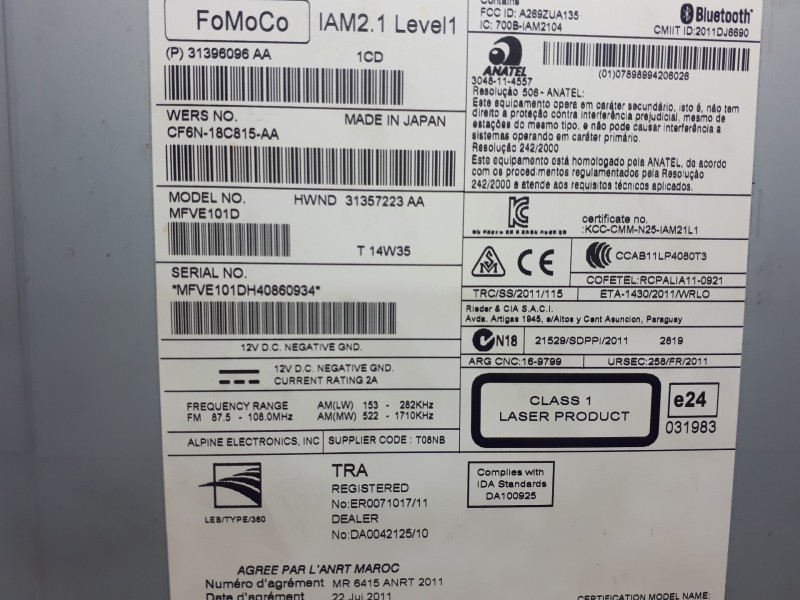 FoMoCo
IAM2.1 Level1
(P) 31396096 AA 1CD
WERS NO. MADE IN JAPAN
CF6N-18C815-AA
MODEL NO. HWND 31357223 AA
MFVE101D
T 14W35
SERIAL NO.
*MFVE101DH40860934*
12V D.C. NEGATIVE GND.
12V D.C. NEGATIVE GND.
CURRENT RATING 2A
FREQUENCY RANGE AM(LW) 153 - 282KHz
FM 87.5 - 108.0MHz AM(MW) 522 - 1710KHz
ALPINE ELECTRONICS, INC SUPPLIER CODE : T08NB
Contains
FCC ID: A269ZUA135
IC: 700B-IAM2104
Bluetooth
CMIIT ID:2011DJ6690
ANATEL
3048-11-4557
(01)07898994206026
Resolução 506 - ANATEL:
Este equipamento opera em caráter secundário, isto é, não tem
direito a proteção contra interferência prejudicial, mesmo de
estações do mesmo tipo, e não pode causar interferência a
sistemas operando em caráter primário.
Resolução 242/2000
Este equipamento está homologado pela ANATEL, de acordo
com os procedimentos regulamentados pela Resolução
242/2000 e atende aos requisitos técnicos aplicados.
certificate no.
:KCC-CMM-N25-IAM21L1
CE
CCAB11LP4080T3
COFETEL:RCPALIA11-0921
TRC/SS/2011/115 ETA-1430/2011/WRLO
Rieder & CIA S.A.C.I.
Avda. Artigas 1945, e/Altos y Cent Asuncion, Paraguay
N18 21529/SDPPI/2011 2819
ARG CNC:16-9799 URSEC:258/FR/2011
CLASS 1
LASER PRODUCT
e24
031983
LEB/TYPE/360
TRA
REGISTERED
No:ER0071017/11
DEALER
No:DA0042125/10
Complies with
IDA Standards
DA100925
AGREE PAR L'ANRT MAROC
Numéro d'agrément MR 6415 ANRT 2011
Date d'agrément 22 Jul 2011
CERTIFICATION MODEL NAME: